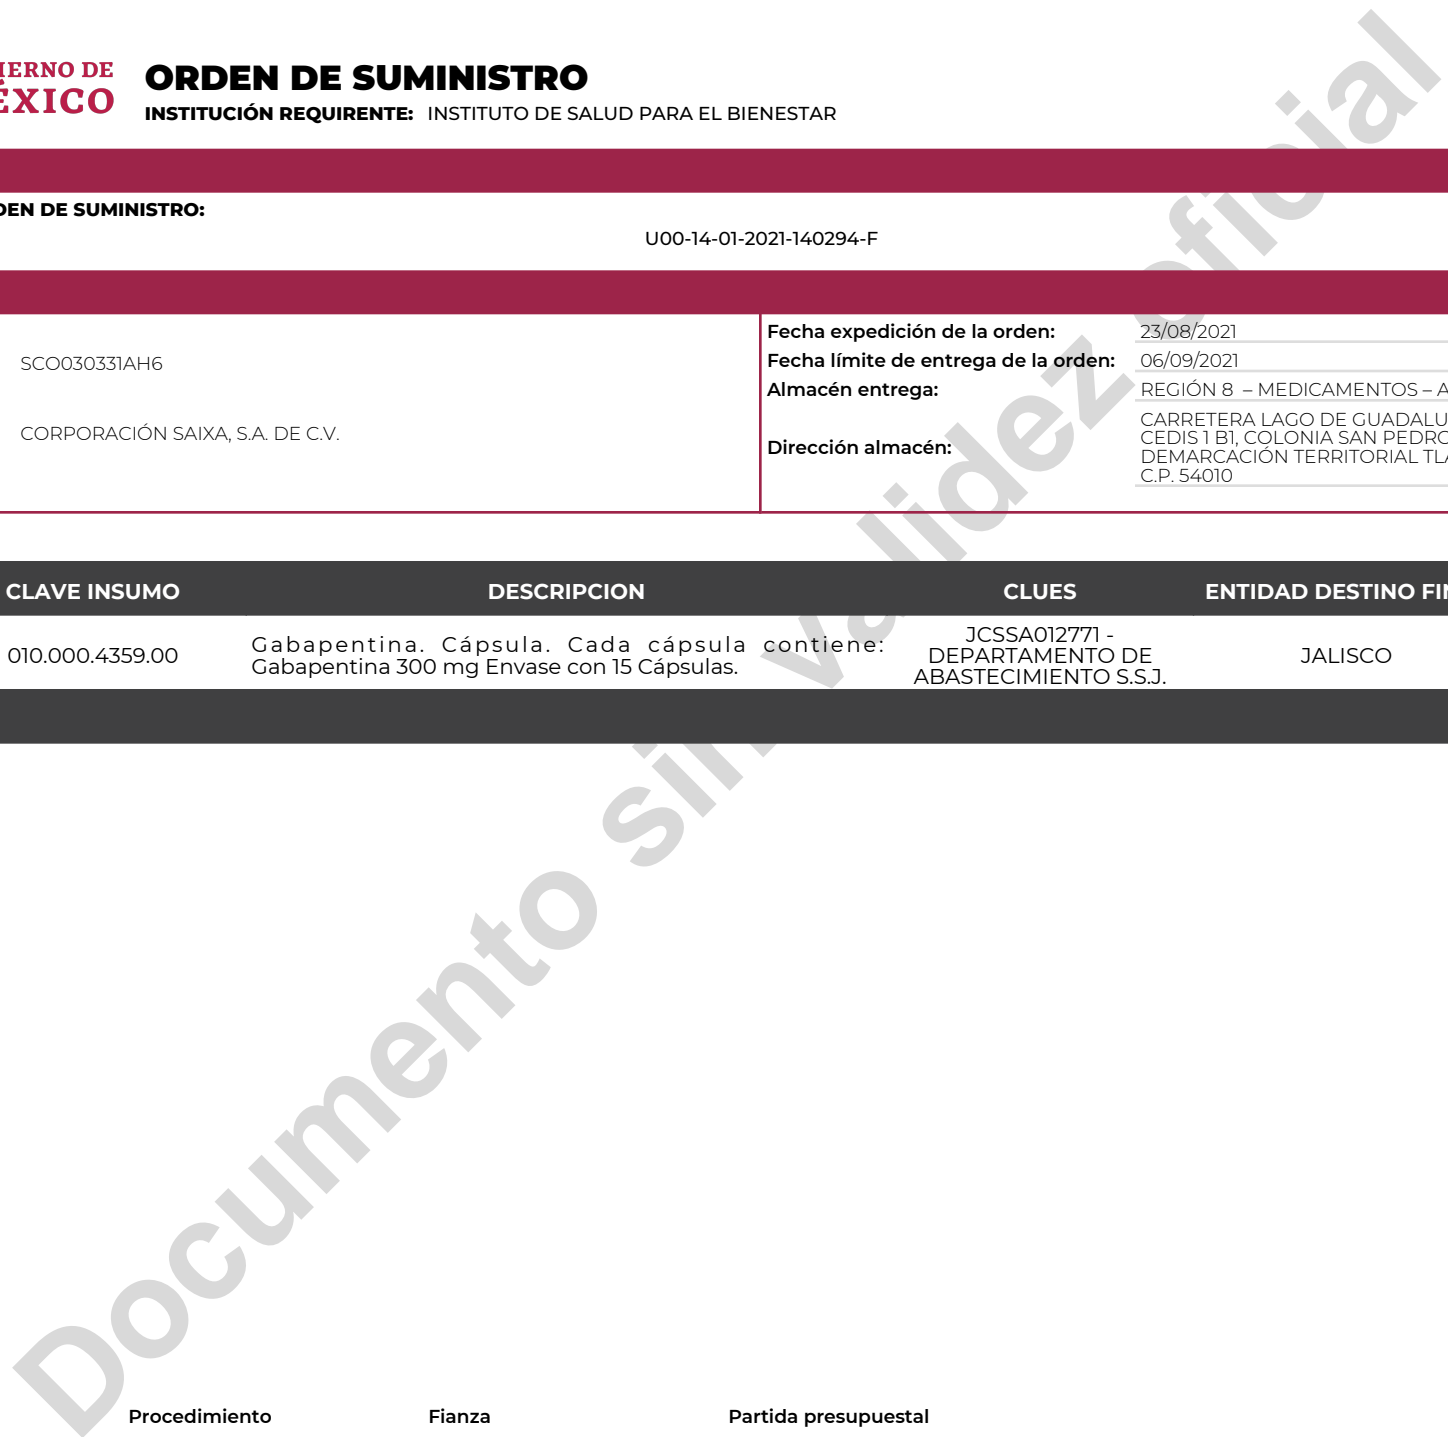 IERNO DE
ÉXICO
ORDEN DE SUMINISTRO
INSTITUCIÓN REQUIRENTE: INSTITUTO DE SALUD PARA EL BIENESTAR
DEN DE SUMINISTRO:
U00-14-01-2021-140294-F
SCO030331AH6
CORPORACIÓN SAIXA, S.A. DE C.V.
Fecha expedición de la orden: 23/08/2021
Fecha límite de entrega de la orden: 06/09/2021
Almacén entrega: REGIÓN 8 – MEDICAMENTOS – A
Dirección almacén:
CARRETERA LAGO DE GUADALU
CEDIS 1 B1, COLONIA SAN PEDRO
DEMARCACIÓN TERRITORIAL TLA
C.P. 54010
CLAVE INSUMO DESCRIPCION CLUES ENTIDAD DESTINO FIN
010.000.4359.00
Gabapentina. Cápsula. Cada cápsula contiene:
Gabapentina 300 mg Envase con 15 Cápsulas.
JCSSA012771 -
DEPARTAMENTO DE
ABASTECIMIENTO S.S.J.
JALISCO
Procedimiento Fianza Partida presupuestal
Documento sin validez oficial